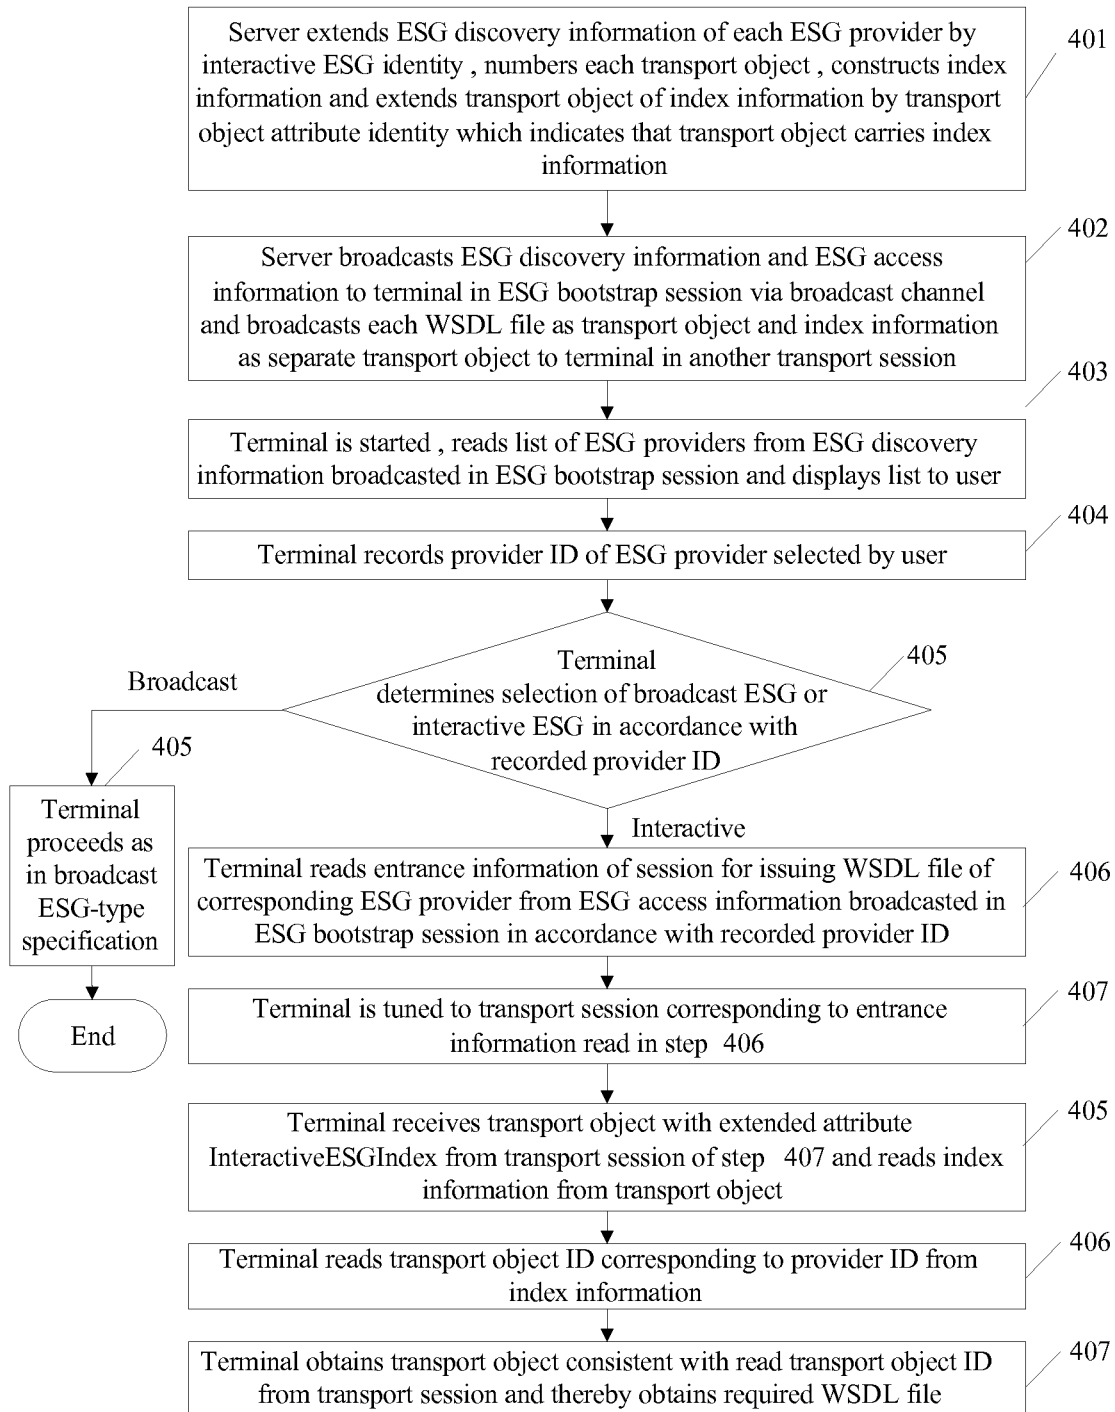 Server extends ESG discovery information of each ESG provider by
interactive ESG identity , numbers each transport object , constructs index
information and extends transport object of index information by transport
object attribute identity which indicates that transport object carries index
information
401
402
Server broadcasts ESG discovery information and ESG access
information to terminal in ESG bootstrap session via broadcast channel
and broadcasts each WSDL file as transport object and index information
as separate transport object to terminal in another transport session
403
Terminal is started , reads list of ESG providers from ESG discovery
information broadcasted in ESG bootstrap session and displays list to user
404
Terminal records provider ID of ESG provider selected by user
405
Terminal
determines selection of broadcast ESG or
interactive ESG in accordance with
recorded provider ID
Broadcast
405
Terminal
proceeds as
in broadcast
ESG-type
specification
End
Interactive
Terminal reads entrance information of session for issuing WSDL file of
corresponding ESG provider from ESG access information broadcasted in
ESG bootstrap session in accordance with recorded provider ID
406
Terminal is tuned to transport session corresponding to entrance
information read in step 406
407
Terminal receives transport object with extended attribute
InteractiveESGIndex from transport session of step 407 and reads index
information from transport object
405
Terminal reads transport object ID corresponding to provider ID from
index information
406
Terminal obtains transport object consistent with read transport object ID
from transport session and thereby obtains required WSDL file
407